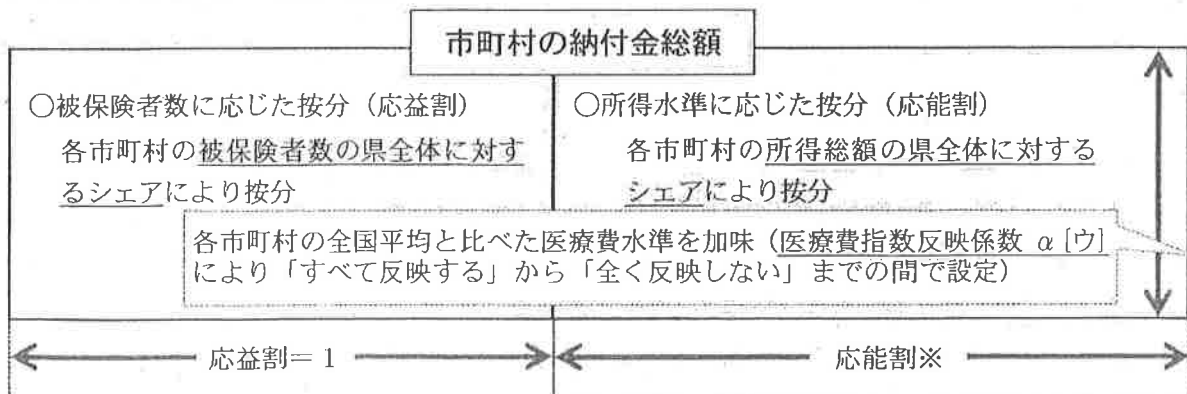 市町村の納付金総額
○被保険者数に応じた按分（応益割）
各市町村の被保険者数の県全体に対す
るシェアにより按分
○所得水準に応じた按分（応能割）
各市町村の所得総額の県全体に対する
シェアにより按分
各市町村の全国平均と比べた医療費水準を加味（医療費指数反映係数 α［ウ］
により「すべて反映する」から「全く反映しない」までの間で設定）
応益割＝1
応能割※